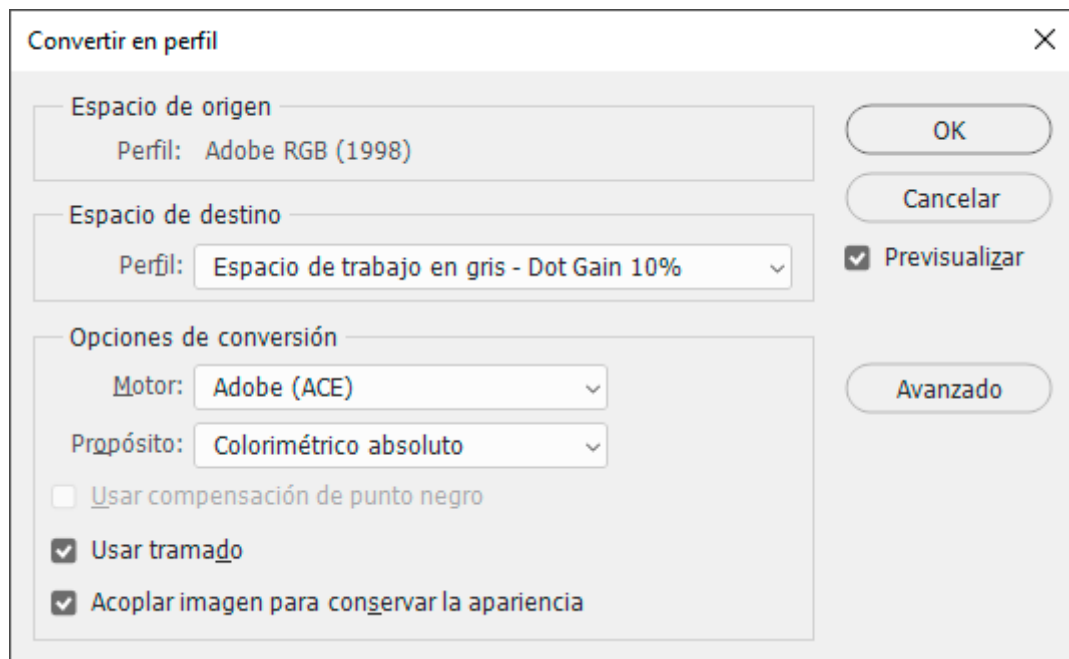 Convertir en perfil
Espacio de origen
Perfil: Adobe RGB (1998)
OK
Cancelar
Espacio de destino
Perfil: Espacio de trabajo en gris - Dot Gain 10%
Previsualizar
Opciones de conversión
Motor: Adobe (ACE)
Avanzado
Propósito: Colorimétrico absoluto
Usar compensación de punto negro
Usar tramado
Acoplar imagen para conservar la apariencia